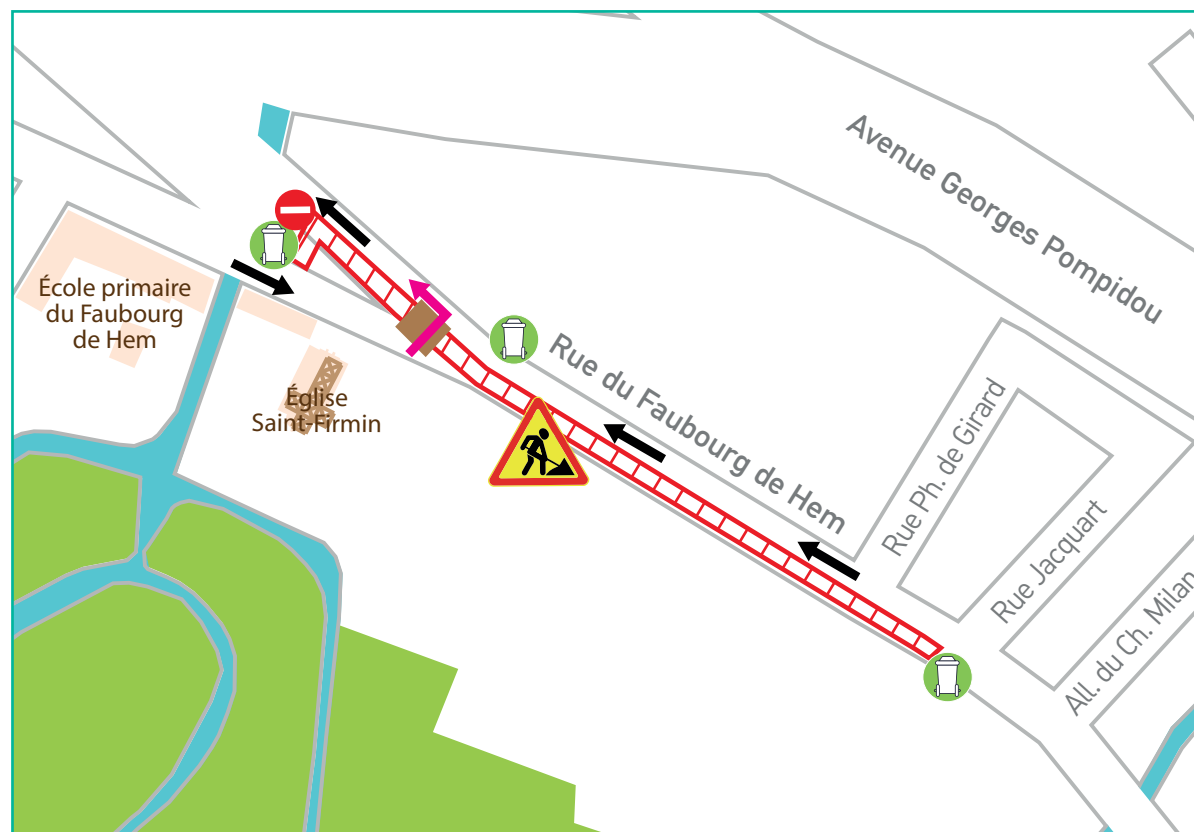 Avenue Georges Pompidou
École primaire
du Faubourg
de Hem
Église
Saint-Firmin
Rue du Faubourg de Hem
Rue Ph. de Girard
Rue Jacquart
All. du Ch. Milan